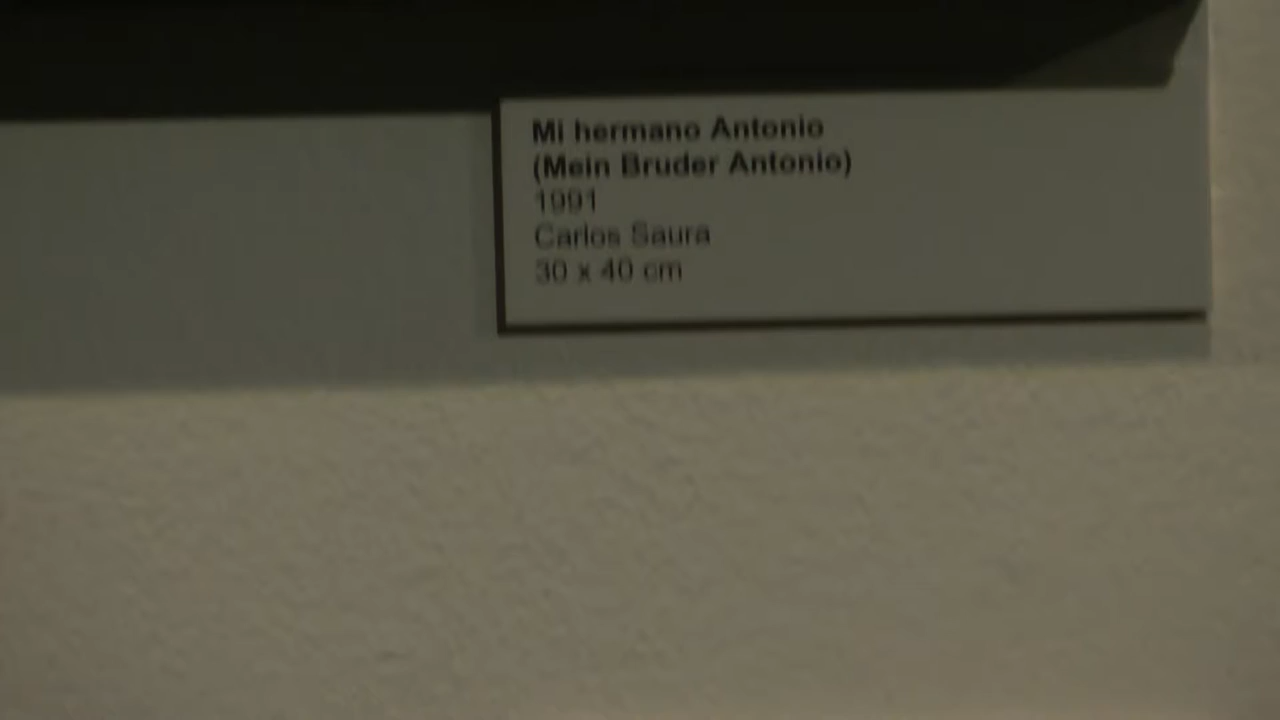 Mi hermano Antonio
(Mein Bruder Antonio)
1991
Carlos Saura
30 x 40 cm